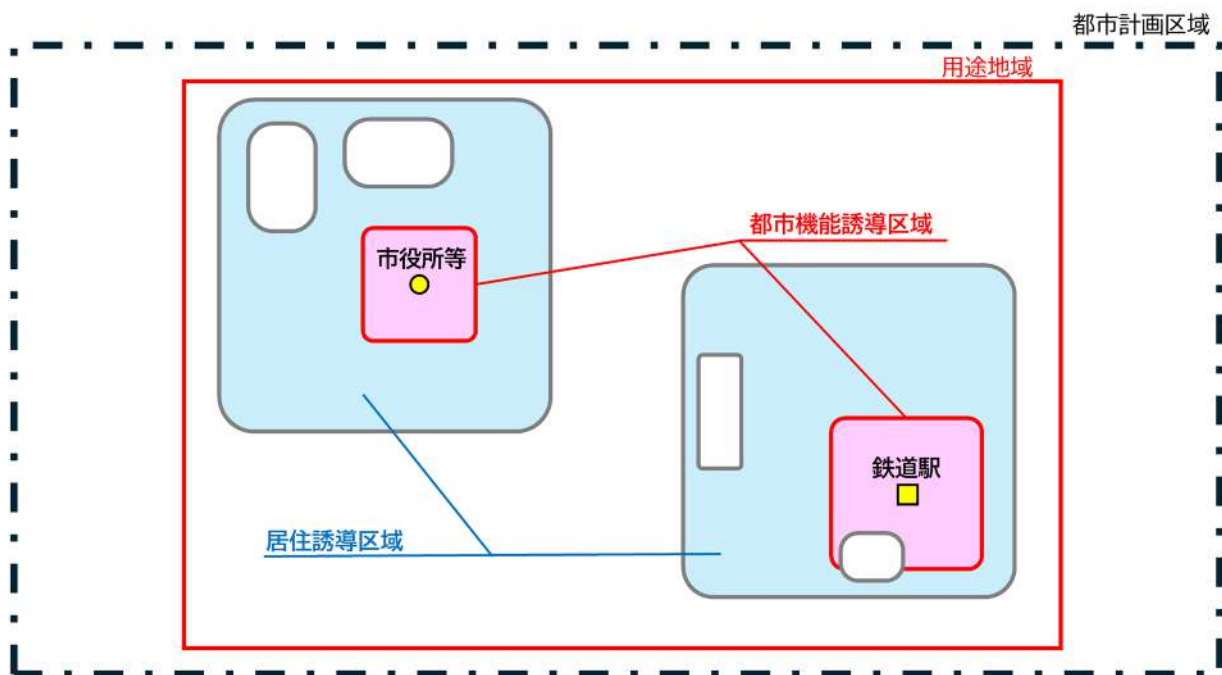 都市計画区域
用途地域
都市機能誘導区域
市役所等
鉄道駅
居住誘導区域